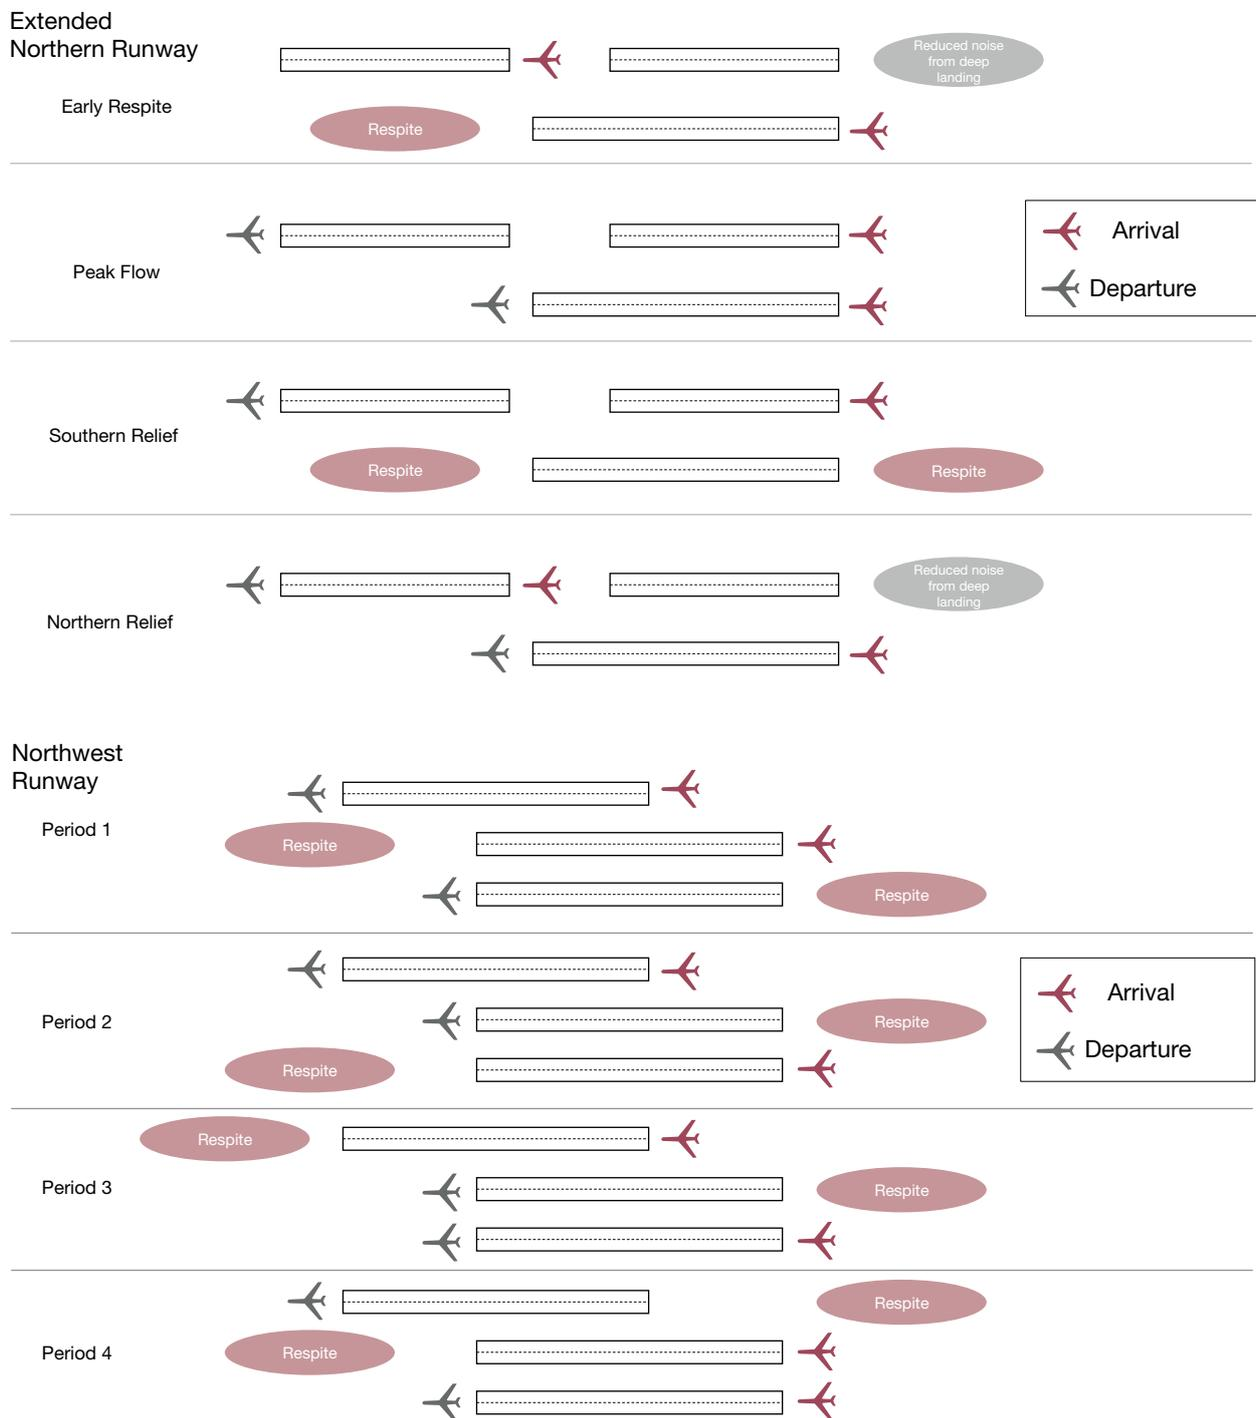 Extended
Northern Runway
Reduced noise
from deep
landing
Early Respite
Respite
Arrival
Peak Flow
Departure
Southern Relief
Respite
Respite
Reduced noise
from deep
landing
Northern Relief
Northwest
Runway
Period 1
Respite
Respite
Arrival
Period 2
Respite
Departure
Respite
Respite
Period 3
Respite
Respite
Period 4
Respite